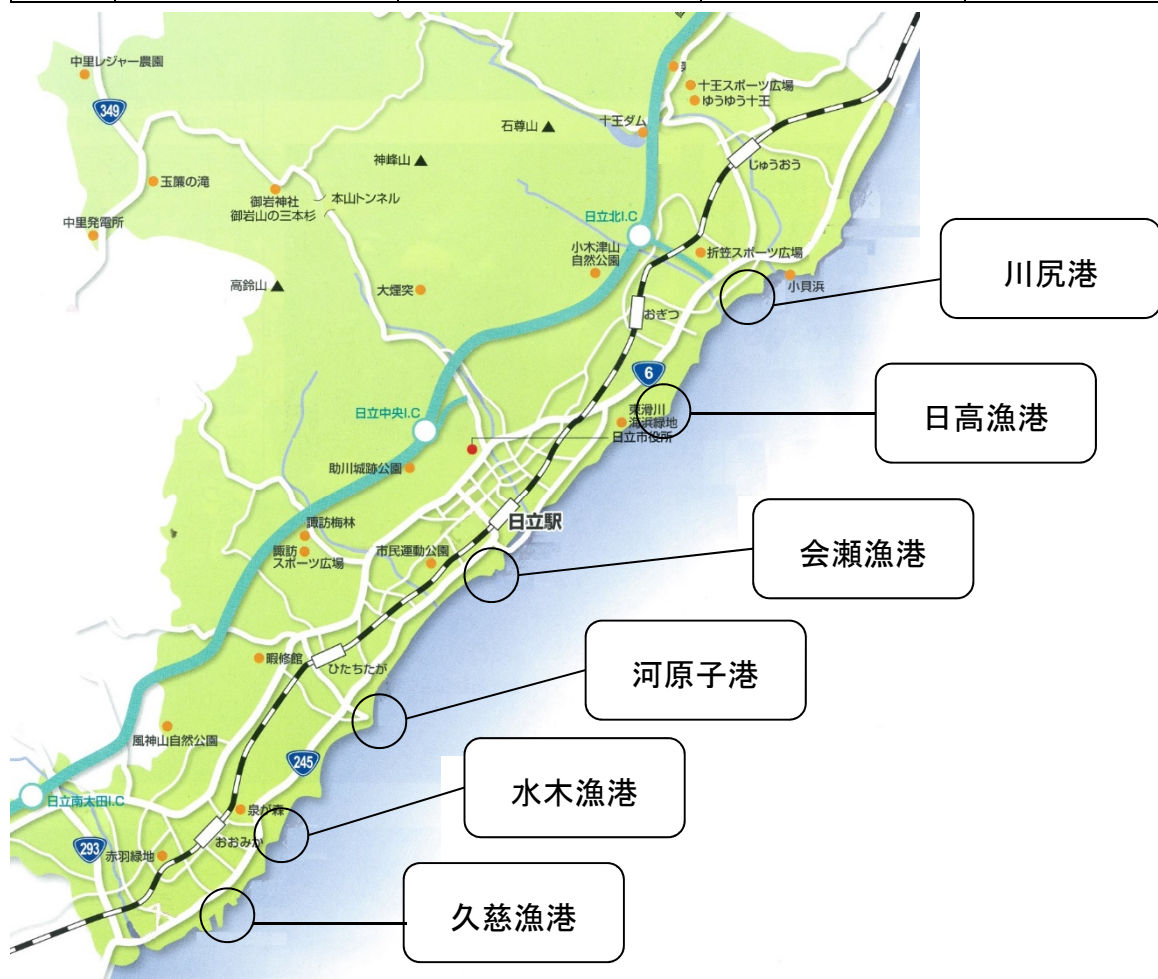 中里レジャー農園
349
十王スポーツ広場
ゆうゆう十王
石尊山
十王ダム
神峰山
じゅうおう
玉簾の滝
御岩神社
御岩山の三本杉
本山トンネル
中里発電所
日立北I.C
小木津山
自然公園
折笠スポーツ広場
川尻港
高鈴山
大煙突
小貝浜
おぎつ
6
日高漁港
日立中央I.C
東滑川
海浜緑地
日立市役所
助川城跡公園
諏訪梅林
日立駅
諏訪
スポーツ広場
市民運動公園
会瀬漁港
暇修館
ひたちたが
河原子港
風神山自然公園
245
水木漁港
日立南太田I.C
泉が森
おおみか
293
赤羽緑地
久慈漁港